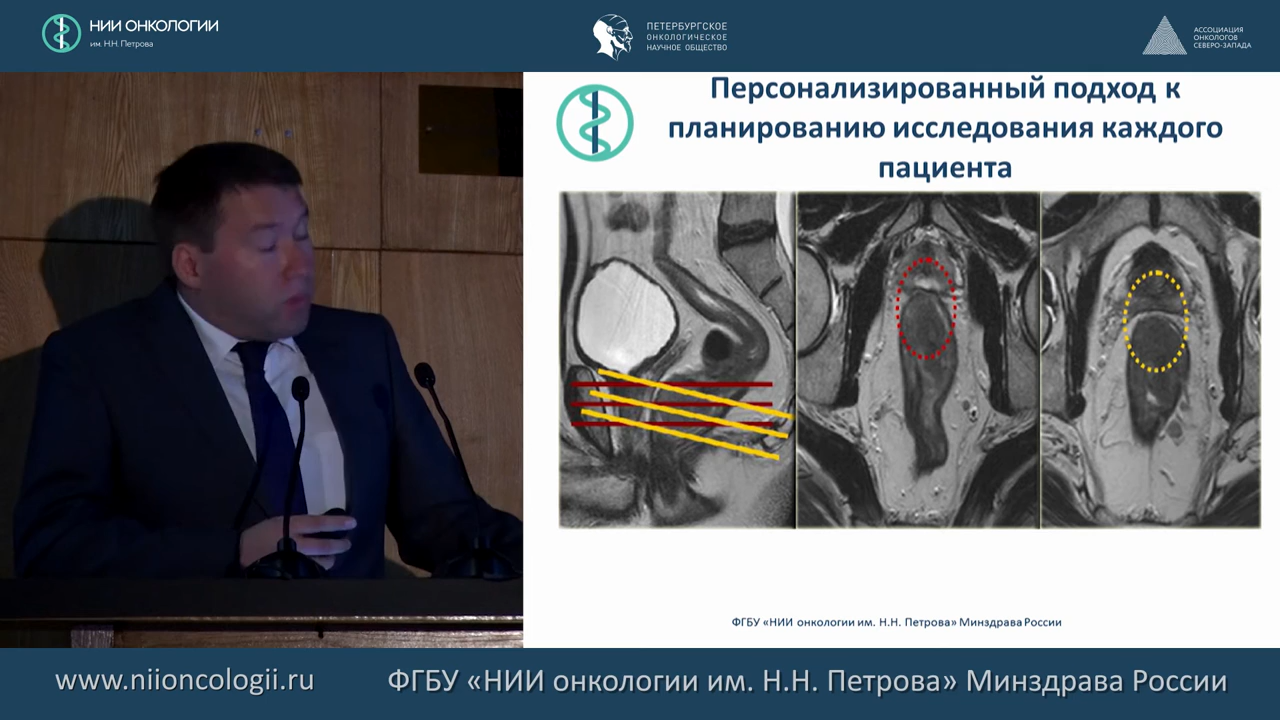 НИИ ОНКОЛОГИИ
им. Н.Н. Петрова
ПЕТЕРБУРГСКОЕ
ОНКОЛОГИЧЕСКОЕ
НАУЧНОЕ ОБЩЕСТВО
АССОЦИАЦИЯ
ОНКОЛОГОВ
СЕВЕРО-ЗАПАДА
Персонализированный подход к
планированию исследования каждого
пациента
ФГБУ «НИИ онкологии им. Н.Н. Петрова» Минздрава России
www.niioncologii.ru
ФГБУ «НИИ онкологии им. Н.Н. Петрова» Минздрава России